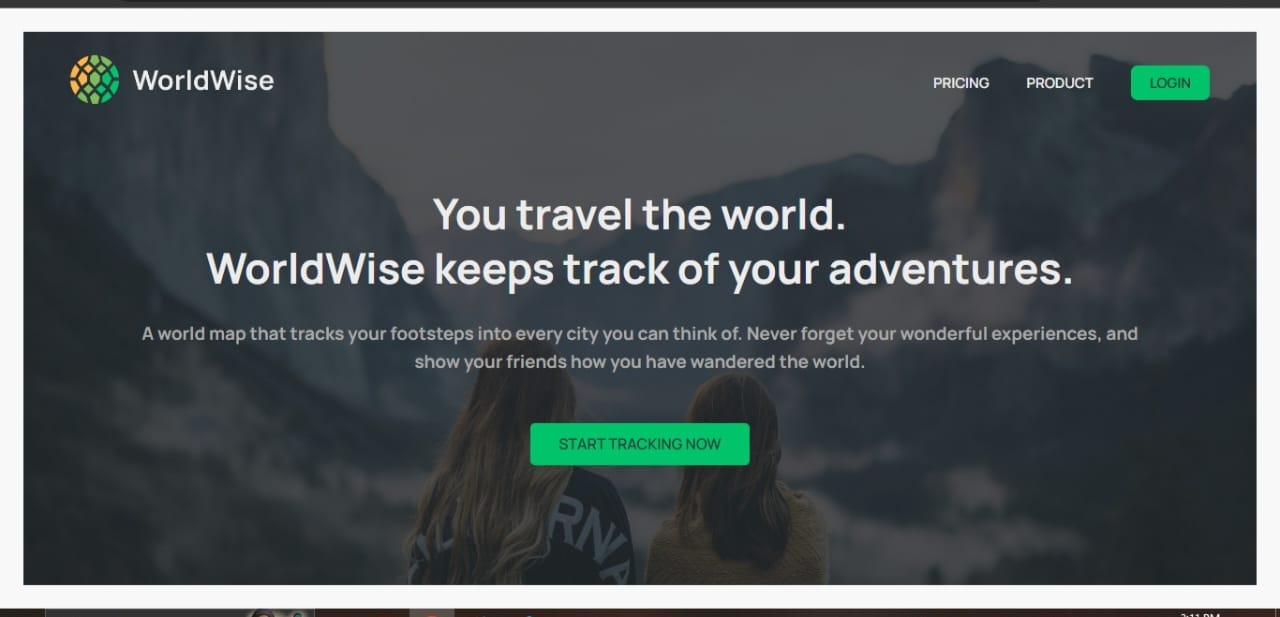 WorldWise
PRICING
PRODUCT
LOGIN
You travel the world.
WorldWise keeps track of your adventures.
A world map that tracks your footsteps into every city you can think of. Never forget your wonderful experiences, and
show your friends how you have wandered the world.
START TRACKING NOW
RNIA